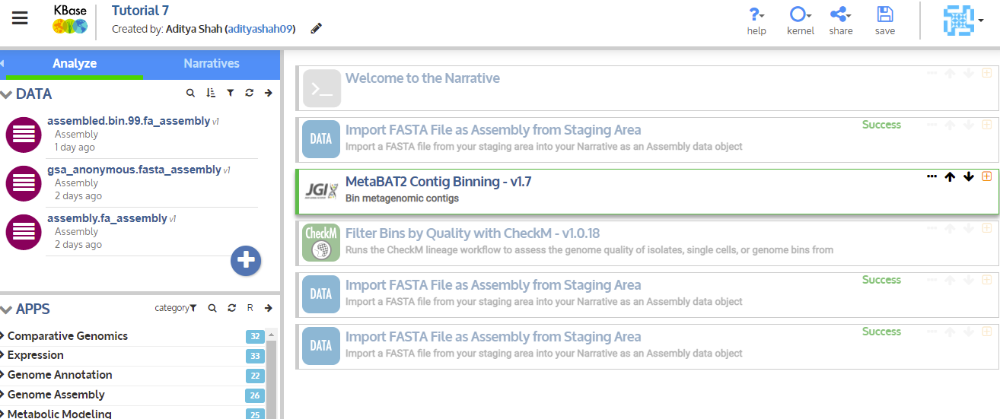 KBase
Tutorial 7
Created by: Aditya Shah (adityashah09)
help
kernel
share
save
Analyze
Narratives
DATA
assembled.bin.99.fa_assembly v1
Assembly
1 day ago
gsa_anonymous.fasta_assembly v1
Assembly
2 days ago
assembly.fa_assembly v1
Assembly
2 days ago
APPS
category
R
Comparative Genomics 32
Expression 33
Genome Annotation 22
Genome Assembly 26
Metabolic Modeling 25
Welcome to the Narrative
DATA
Import FASTA File as Assembly from Staging Area
Success
Import a FASTA file from your staging area into your Narrative as an Assembly data object
JGI
MetaBAT2 Contig Binning - v1.7
Bin metagenomic contigs
CheckM
Filter Bins by Quality with CheckM - v1.0.18
Runs the CheckM lineage workflow to assess the genome quality of isolates, single cells, or genome bins from
DATA
Import FASTA File as Assembly from Staging Area
Success
Import a FASTA file from your staging area into your Narrative as an Assembly data object
DATA
Import FASTA File as Assembly from Staging Area
Success
Import a FASTA file from your staging area into your Narrative as an Assembly data object